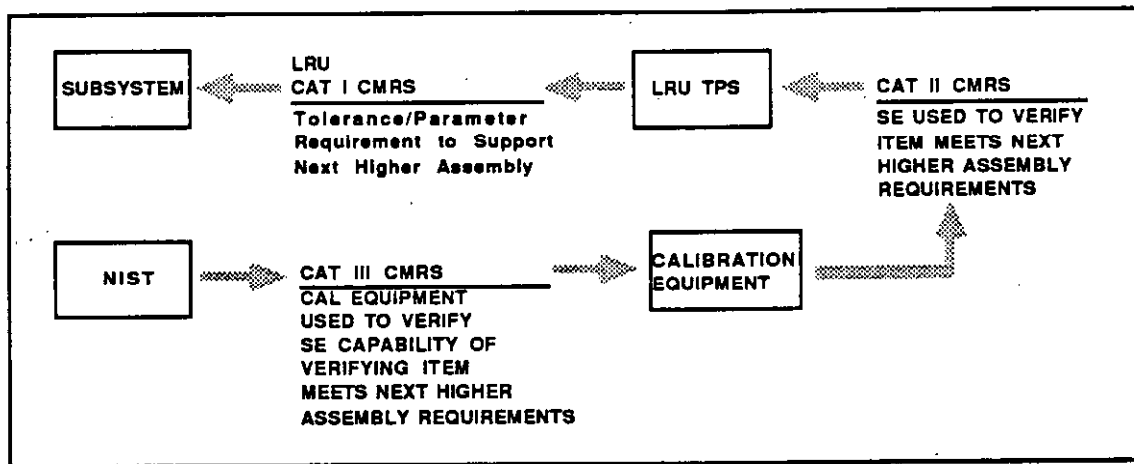 SUBSYSTEM
LRU
CAT I CMRS
Tolerance/Parameter
Requirement to Support
Next Higher Assembly
LRU TPS
CAT II CMRS
SE USED TO VERIFY
ITEM MEETS NEXT
HIGHER ASSEMBLY
REQUIREMENTS
NIST
CAT III CMRS
CAL EQUIPMENT
USED TO VERIFY
SE CAPABILITY OF
VERIFYING ITEM
MEETS NEXT HIGHER
ASSEMBLY REQUIREMENTS
CALIBRATION
EQUIPMENT